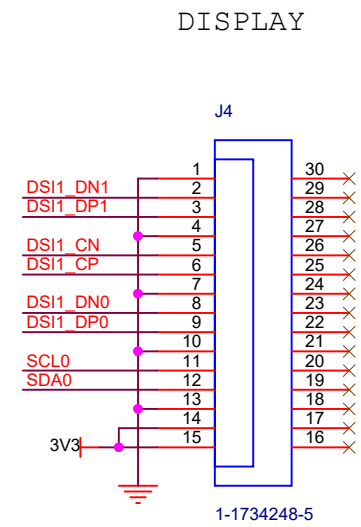 DISPLAY
J4
1 30
DSI1_DN1 2 29
DSI1_DP1 3 28
4 27
DSI1_CN 5 26
DSI1_CP 6 25
7 24
DSI1_DN0 8 23
DSI1_DP0 9 22
10 21
SCL0 11 20
SDA0 12 19
13 18
14 17
3V3 15 16
1-1734248-5